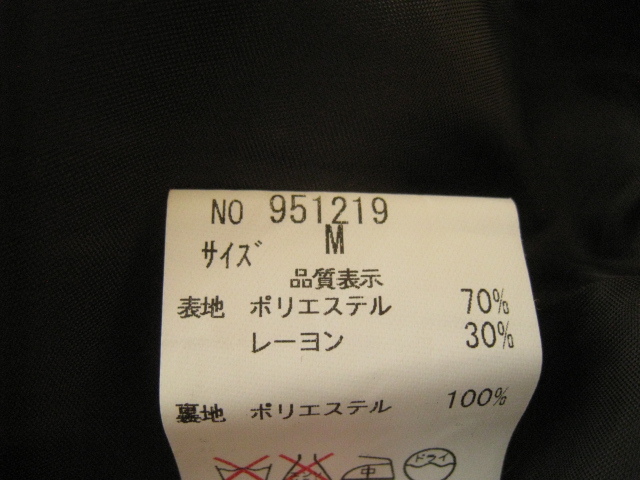 NO 951219
サイズ M
品質表示
表地 ポリエステル 70%
レーヨン 30%
裏地 ポリエステル 100%
中 ドライ